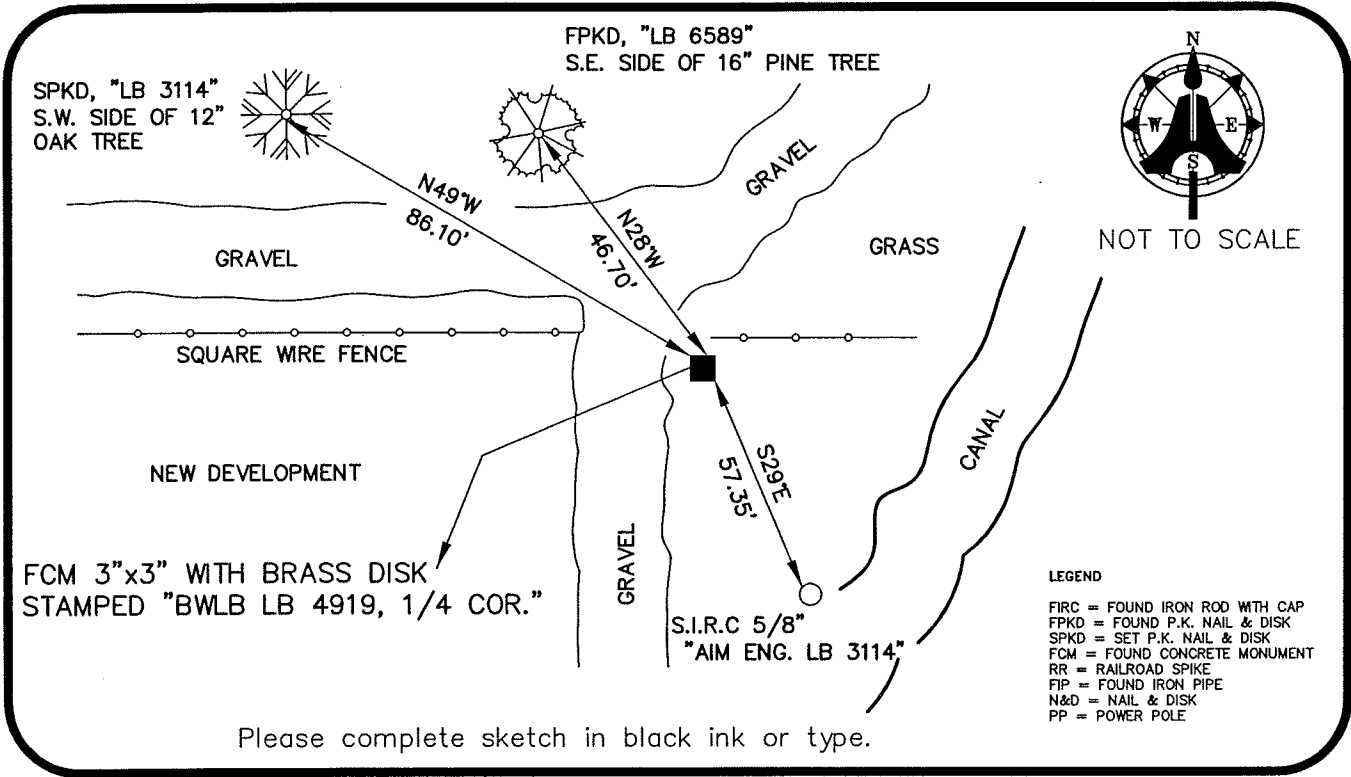 FPKD, "LB 6589"
S.E. SIDE OF 16" PINE TREE
SPKD, "LB 3114"
S.W. SIDE OF 12"
OAK TREE
N
W
E
S
NOT TO SCALE
N49°W
86.10'
N28°W
46.70'
GRAVEL
GRAVEL
GRASS
SQUARE WIRE FENCE
NEW DEVELOPMENT
S29°E
57.35'
CANAL
GRAVEL
FCM 3"x3" WITH BRASS DISK
STAMPED "BWLB LB 4919, 1/4 COR."
S.I.R.C 5/8"
"AIM ENG. LB 3114"
LEGEND
FIRC = FOUND IRON ROD WITH CAP
FPKD = FOUND P.K. NAIL & DISK
SPKD = SET P.K. NAIL & DISK
FCM = FOUND CONCRETE MONUMENT
RR = RAILROAD SPIKE
FIP = FOUND IRON PIPE
N&D = NAIL & DISK
PP = POWER POLE
Please complete sketch in black ink or type.